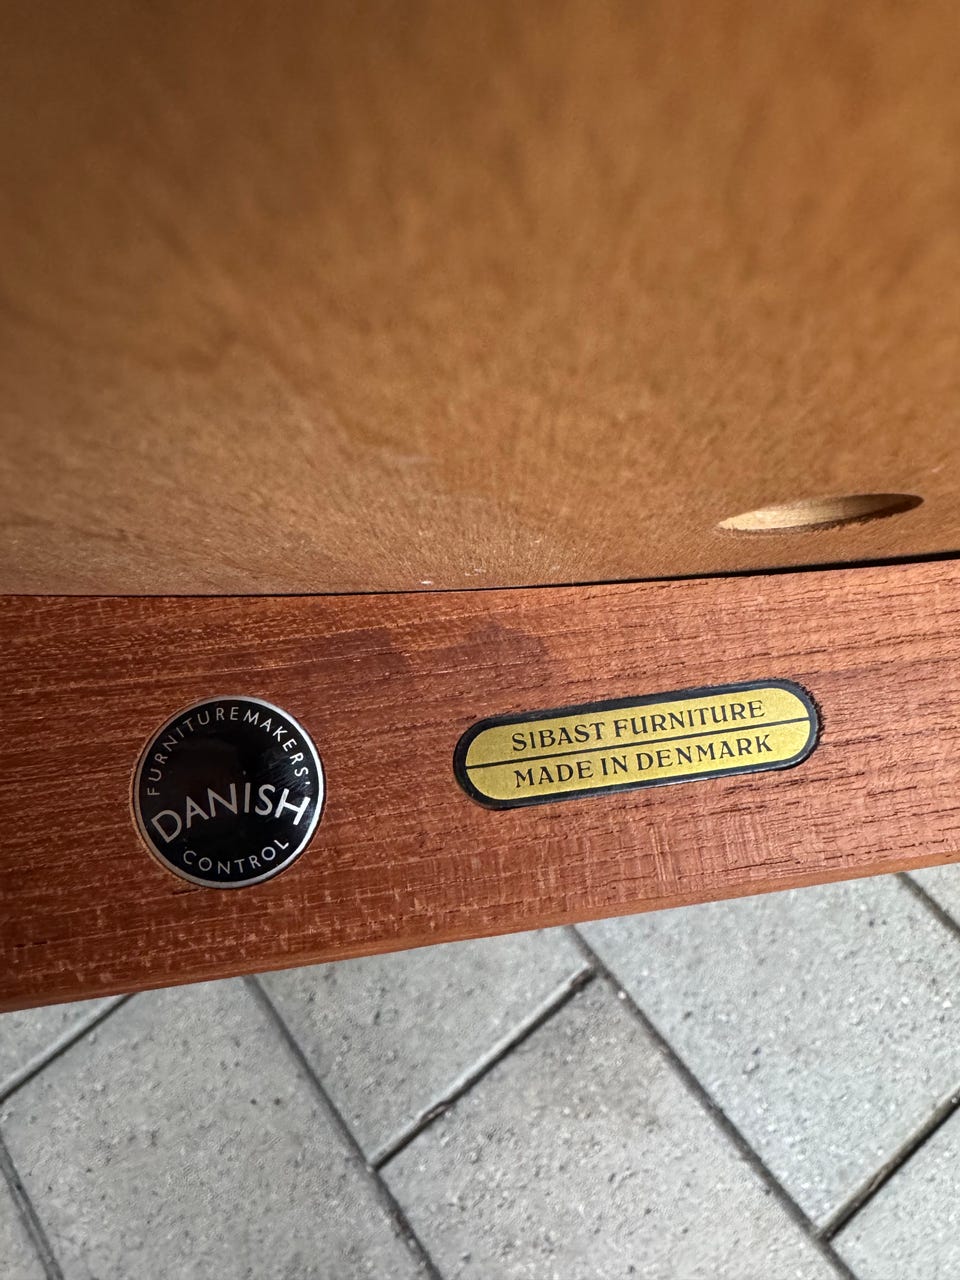 FURNITUREMAKERS'
DANISH
CONTROL
SIBAST FURNITURE
MADE IN DENMARK